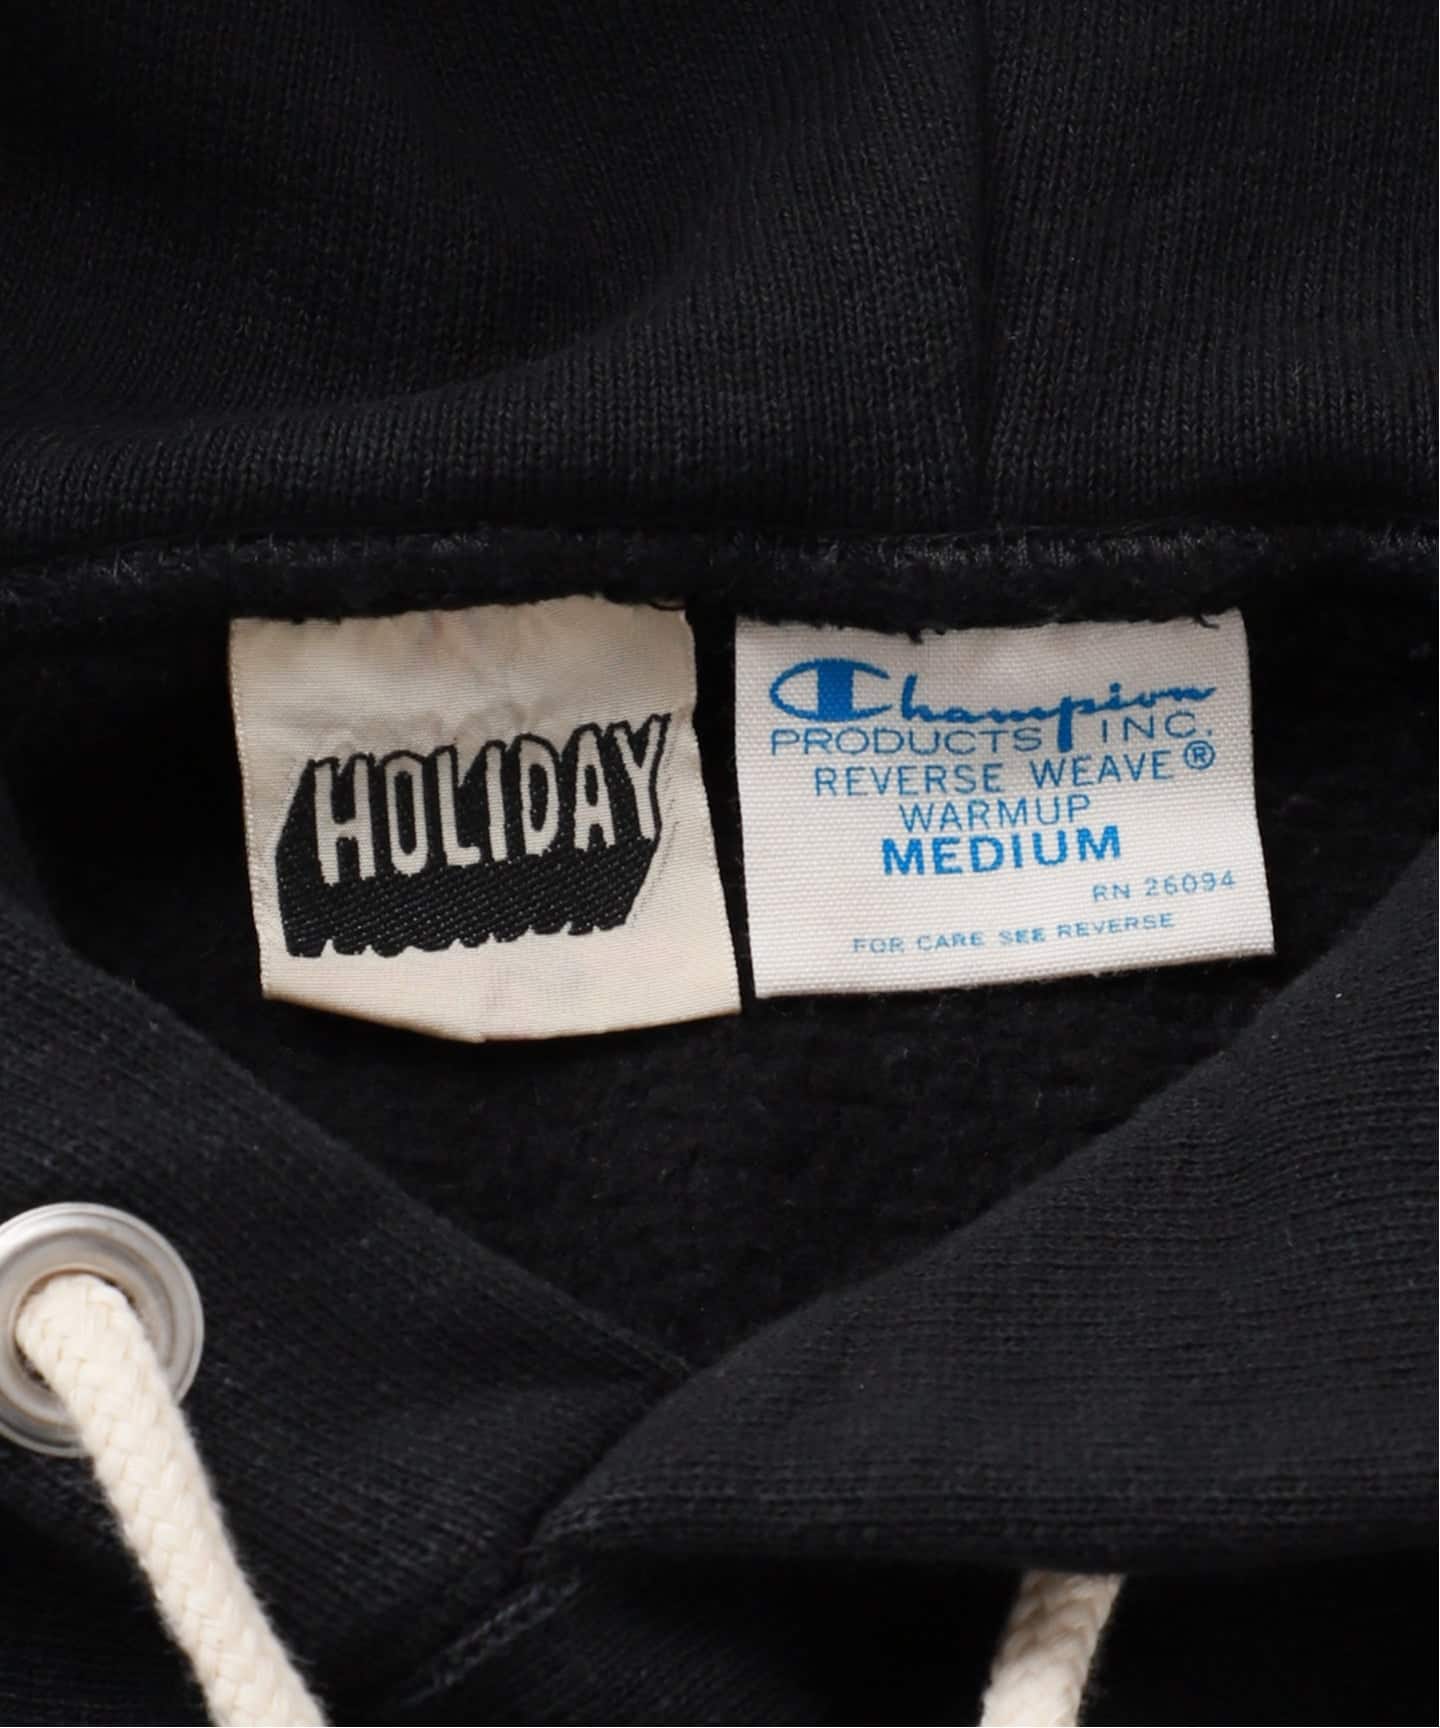 HOLIDAY
Champion
PRODUCTS INC.
REVERSE WEAVE®
WARMUP
MEDIUM
RN 26094
FOR CARE SEE REVERSE